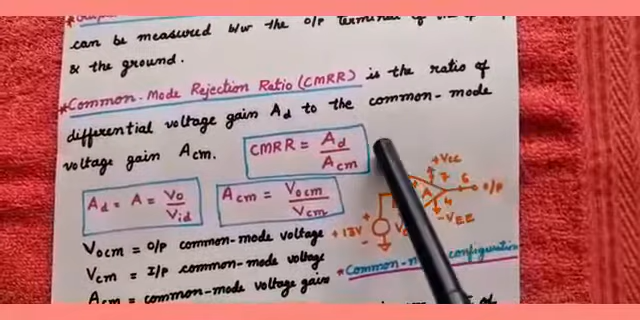 can be measured b/w the O/P terminal
& the ground.
*Common-Mode Rejection Ratio (CMRR) is the ratio of
differential voltage gain Ad to the common-mode
voltage gain Acm.
CMRR = Ad/Acm
Ad = A = Vo/Vid
Acm = Vocm/Vcm
+Vcc
7
6
O/P
A
4
-VEE
+
13V
-
Vocm = O/P common-mode voltage
Vcm = I/P common-mode voltage
Acm = common-mode voltage gain
*Common-
configuration